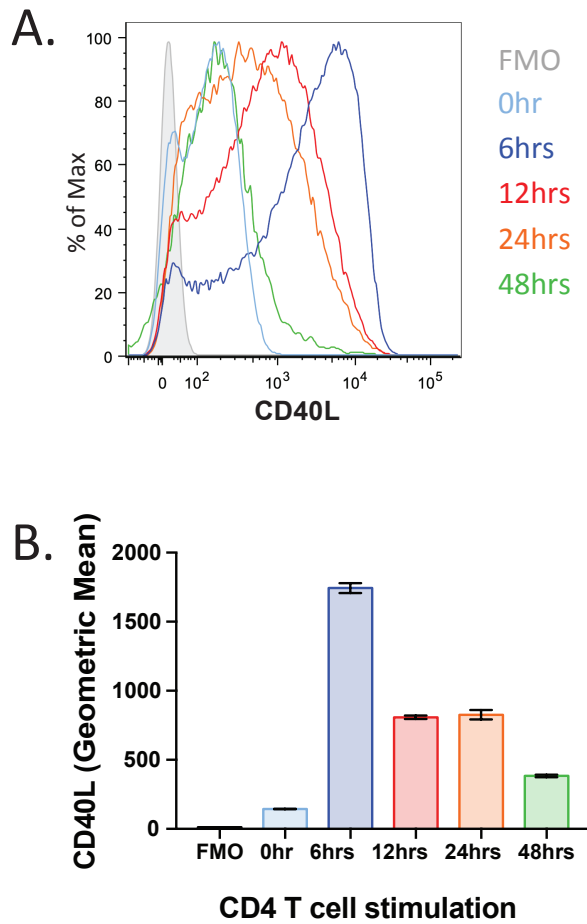 A.
100
80
60
40
20
0
% of Max
0 10² 10³ 10⁴ 10⁵
CD40L
FMO
0hr
6hrs
12hrs
24hrs
48hrs
B.
CD40L (Geometric Mean)
2000
1500
1000
500
0
FMO 0hr 6hrs 12hrs 24hrs 48hrs
CD4 T cell stimulation